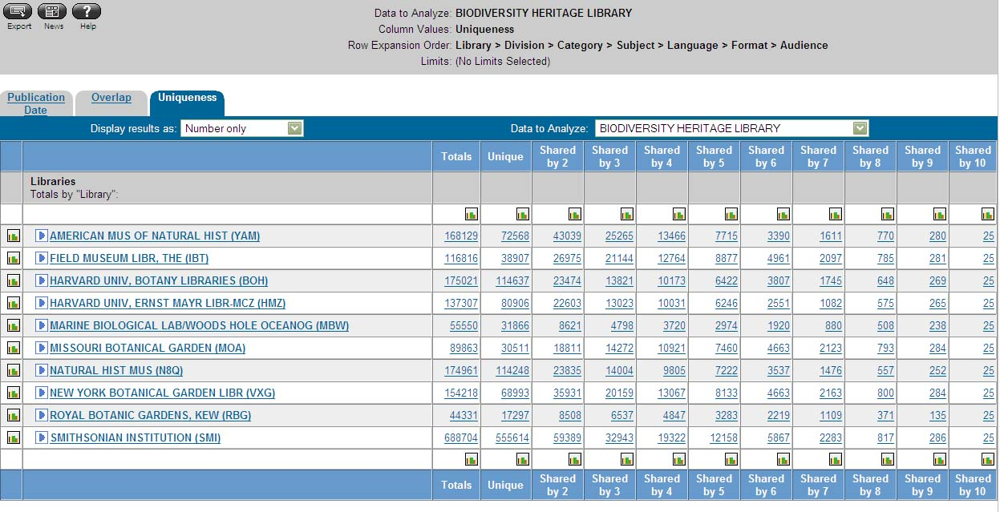 Export News Help
Data to Analyze: BIODIVERSITY HERITAGE LIBRARY
Column Values: Uniqueness
Row Expansion Order: Library > Division > Category > Subject > Language > Format > Audience
Limits: (No Limits Selected)
Publication Date Overlap Uniqueness
Display results as: Number only Data to Analyze: BIODIVERSITY HERITAGE LIBRARY
Totals Unique Shared by 2 Shared by 3 Shared by 4 Shared by 5 Shared by 6 Shared by 7 Shared by 8 Shared by 9 Shared by 10
Libraries
Totals by "Library":
AMERICAN MUS OF NATURAL HIST (YAM) 168129 72568 43039 25265 13466 7715 3390 1611 770 280 25
FIELD MUSEUM LIBR, THE (IBT) 116816 38907 26975 21144 12764 8877 4961 2097 785 281 25
HARVARD UNIV, BOTANY LIBRARIES (BOH) 175021 114637 23474 13821 10173 6422 3807 1745 648 269 25
HARVARD UNIV, ERNST MAYR LIBR-MCZ (HMZ) 137307 80906 22603 13023 10031 6246 2551 1082 575 265 25
MARINE BIOLOGICAL LAB/WOODS HOLE OCEANOG (MBW) 55550 31866 8621 4798 3720 2974 1920 880 508 238 25
MISSOURI BOTANICAL GARDEN (MOA) 89863 30511 18811 14272 10921 7460 4663 2123 793 284 25
NATURAL HIST MUS (N8Q) 174961 114248 23835 14004 9805 7222 3537 1476 557 252 25
NEW YORK BOTANICAL GARDEN LIBR (VXG) 154218 68993 35931 20159 13067 8133 4663 2163 800 284 25
ROYAL BOTANIC GARDENS, KEW (RBG) 44331 17297 8508 6537 4847 3283 2219 1109 371 135 25
SMITHSONIAN INSTITUTION (SMI) 688704 555614 59389 32943 19322 12158 5867 2283 817 286 25
Totals Unique Shared by 2 Shared by 3 Shared by 4 Shared by 5 Shared by 6 Shared by 7 Shared by 8 Shared by 9 Shared by 10